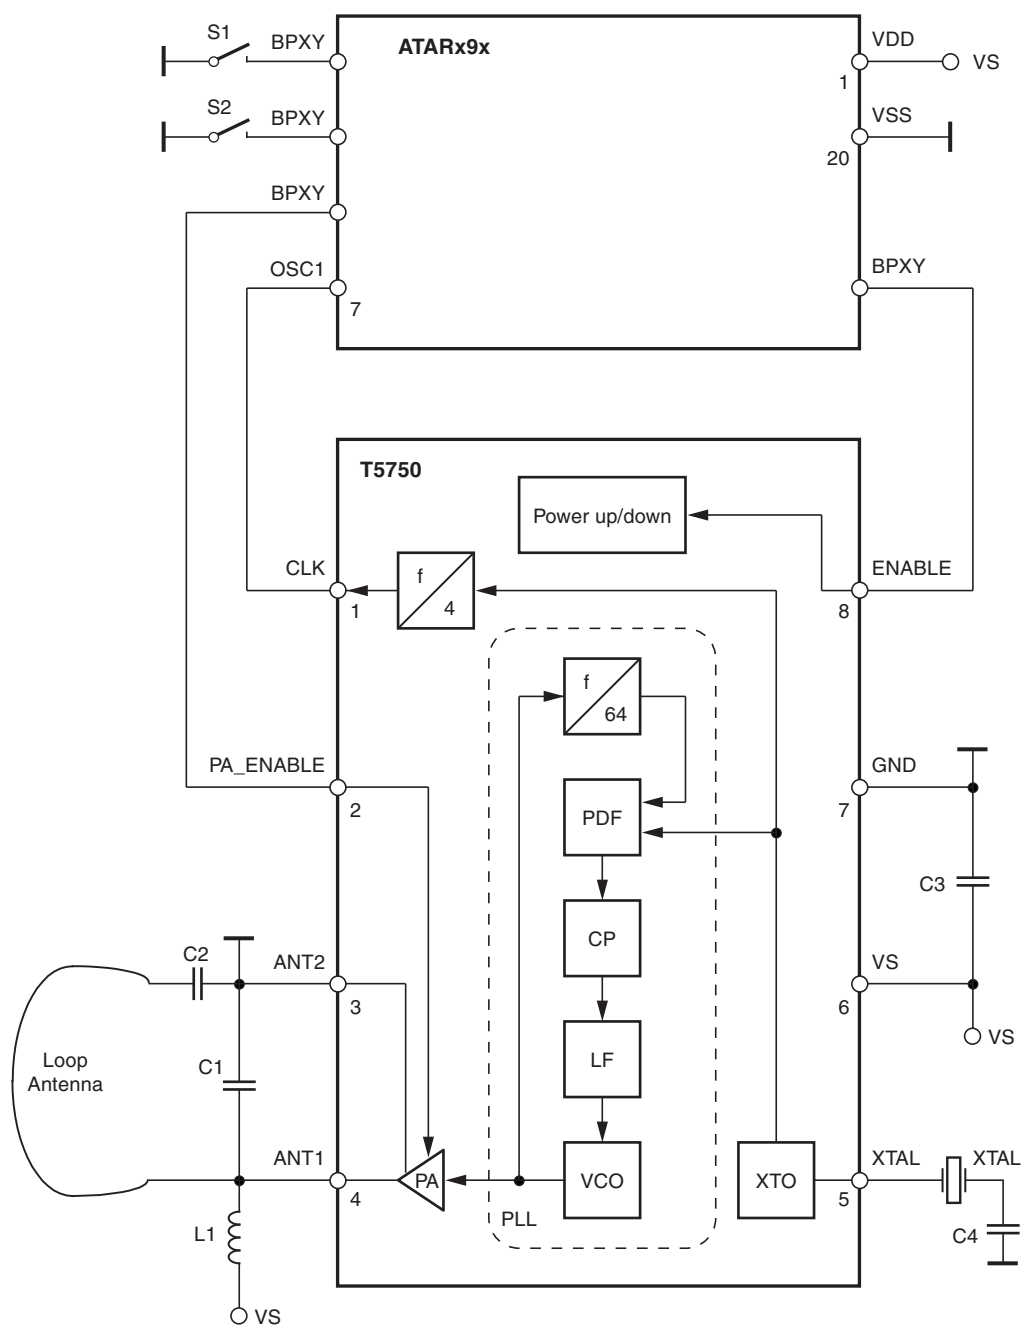 S1
BPXY
ATARx9x
VDD
VS
1
S2
BPXY
VSS
20
BPXY
OSC1
7
BPXY
T5750
Power up/down
CLK
1
f
4
ENABLE
8
f
64
PA_ENABLE
2
GND
7
PDF
C3
CP
C2
ANT2
3
VS
6
VS
Loop
Antenna
C1
LF
ANT1
4
PA
VCO
XTO
XTAL
5
XTAL
PLL
L1
C4
VS